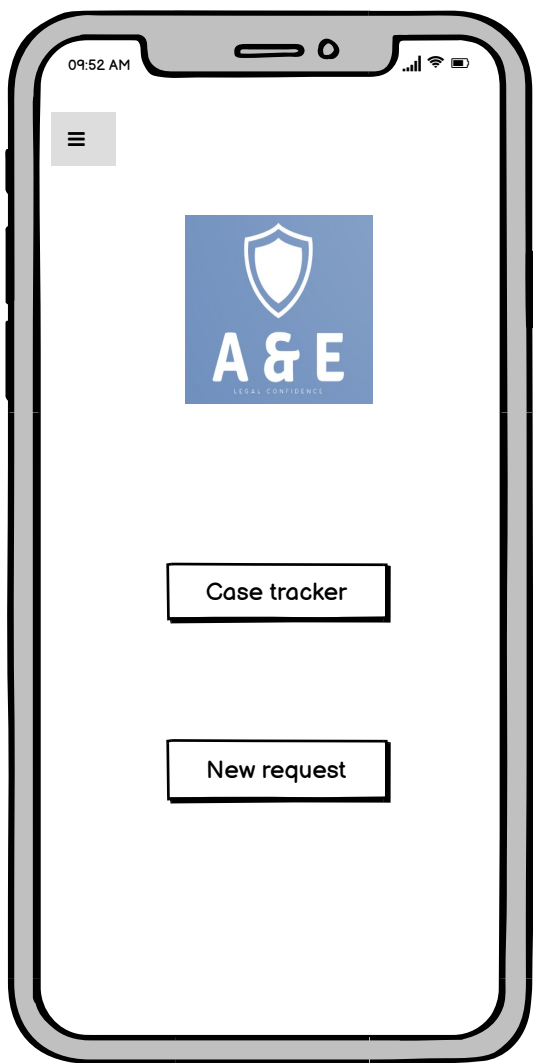 09:52 AM
A & E
LEGAL CONFIDENCE
Case tracker
New request